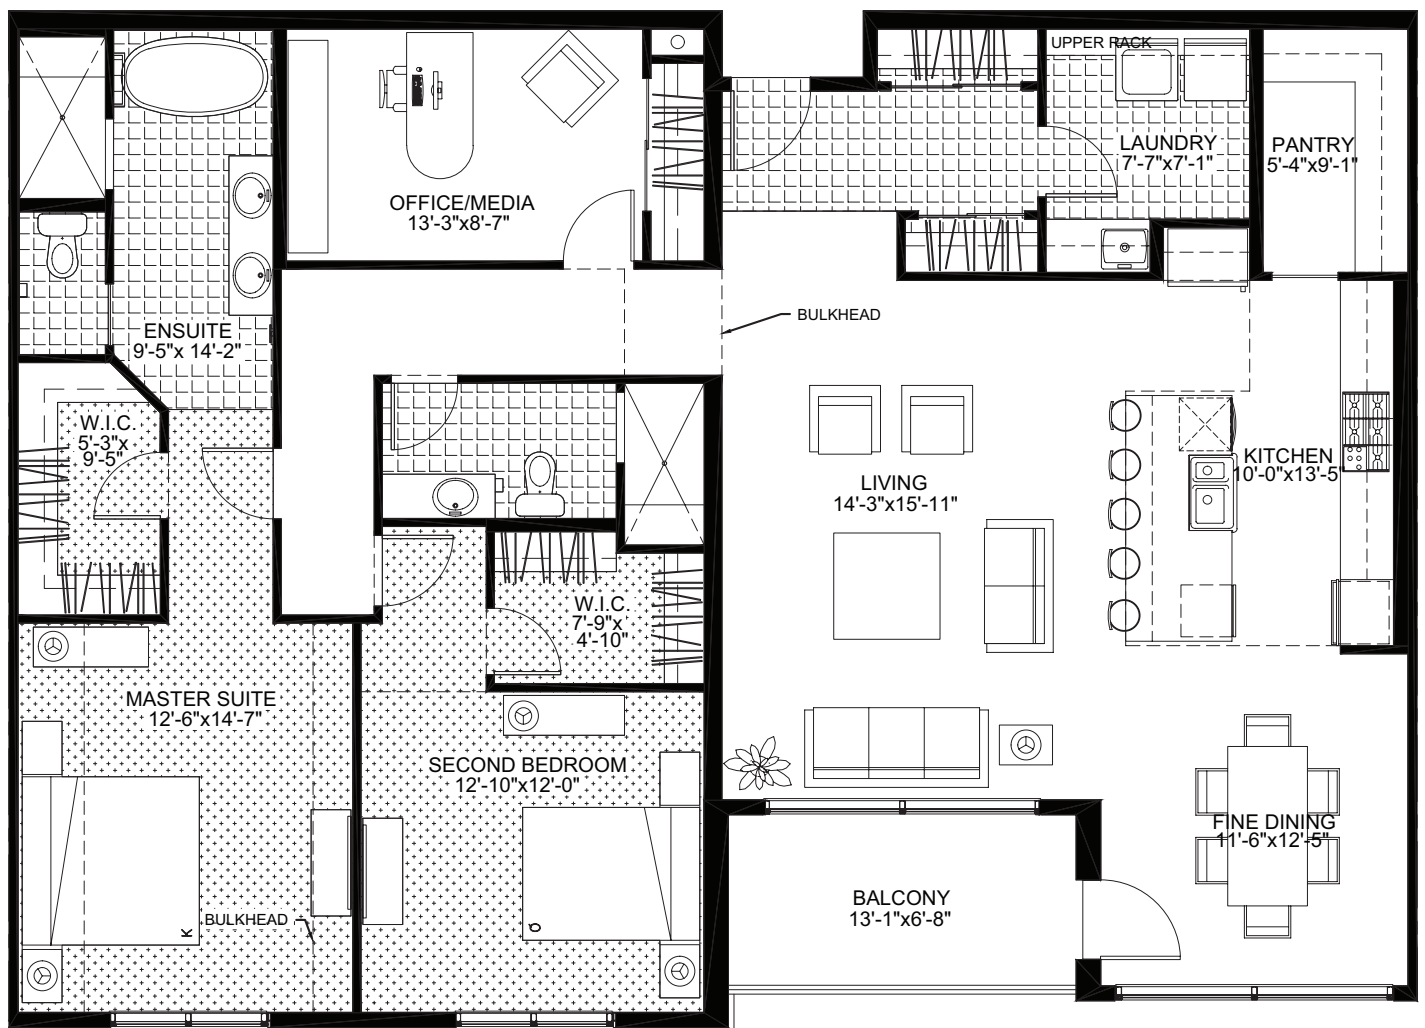 UPPER RACK
LAUNDRY
7'-7"x7'-1"
PANTRY
5'-4"x9'-1"
OFFICE/MEDIA
13'-3"x8'-7"
BULKHEAD
ENSUITE
9'-5"x 14'-2"
W.I.C.
5'-3"x
9'-5"
LIVING
14'-3"x15'-11"
KITCHEN
10'-0"x13'-5"
W.I.C.
7'-9"x
4'-10"
MASTER SUITE
12'-6"x14'-7"
SECOND BEDROOM
12'-10"x12'-0"
FINE DINING
11'-6"x12'-5"
BALCONY
13'-1"x6'-8"
BULKHEAD
K
Q